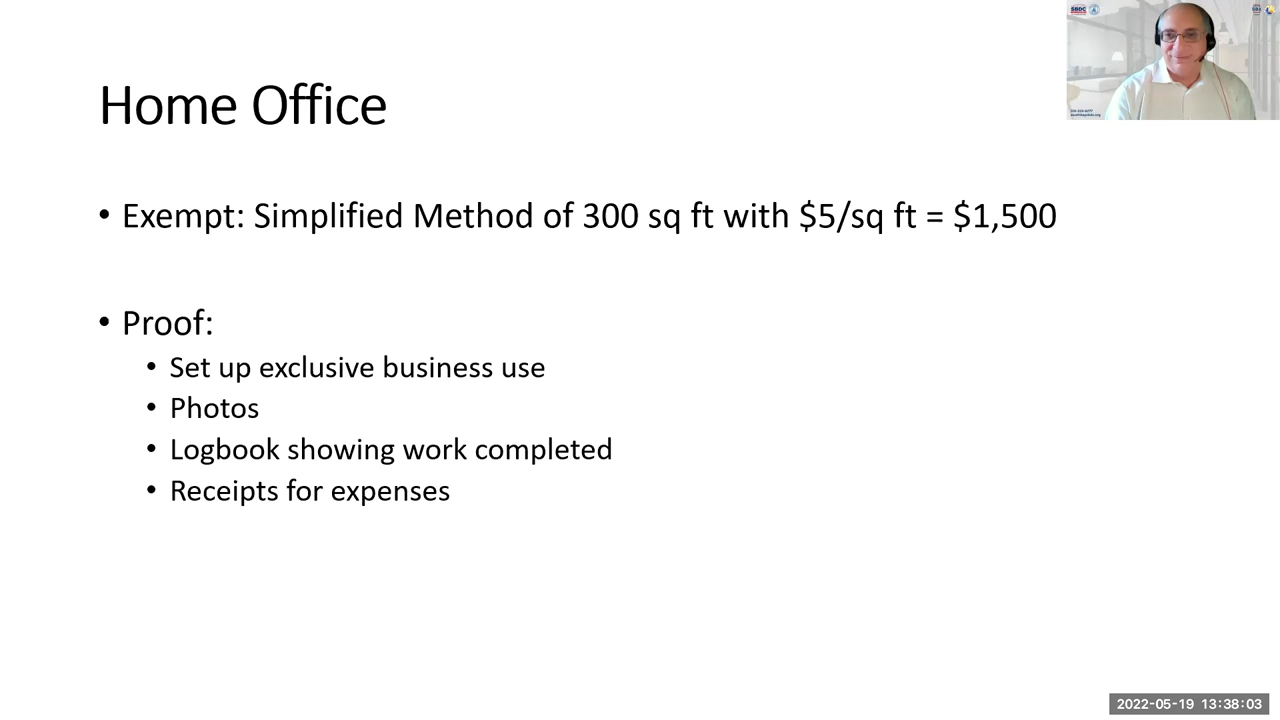 SBDC
Home Office
• Exempt: Simplified Method of 300 sq ft with $5/sq ft = $1,500
• Proof:
• Set up exclusive business use
• Photos
• Logbook showing work completed
• Receipts for expenses
2022-05-19 13:38:03